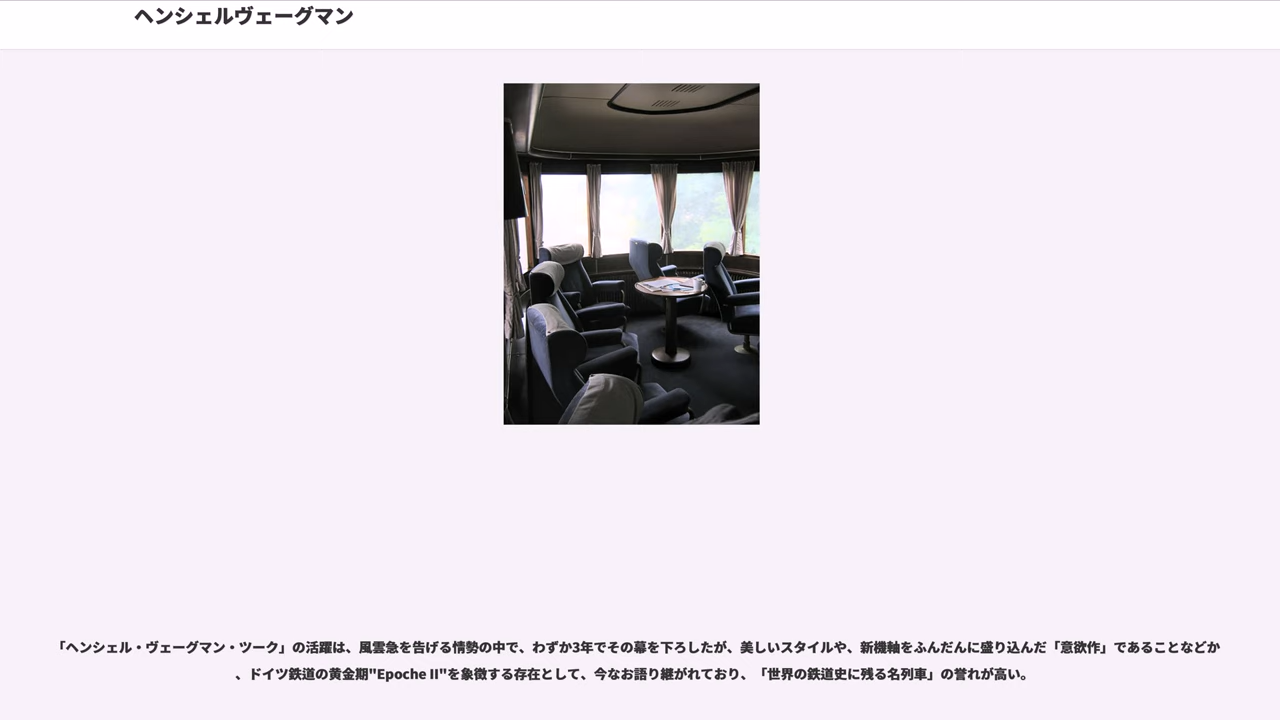 ヘンシェルヴェーグマン
「ヘンシェル・ヴェーグマン・ツーク」の活躍は、風雲急を告げる情勢の中で、わずか3年でその幕を下ろしたが、美しいスタイルや、新機軸をふんだんに盛り込んだ「意欲作」であることなどか
、ドイツ鉄道の黄金期"Epoche II"を象徴する存在として、今なお語り継がれており、「世界の鉄道史に残る名列車」の誉れが高い。